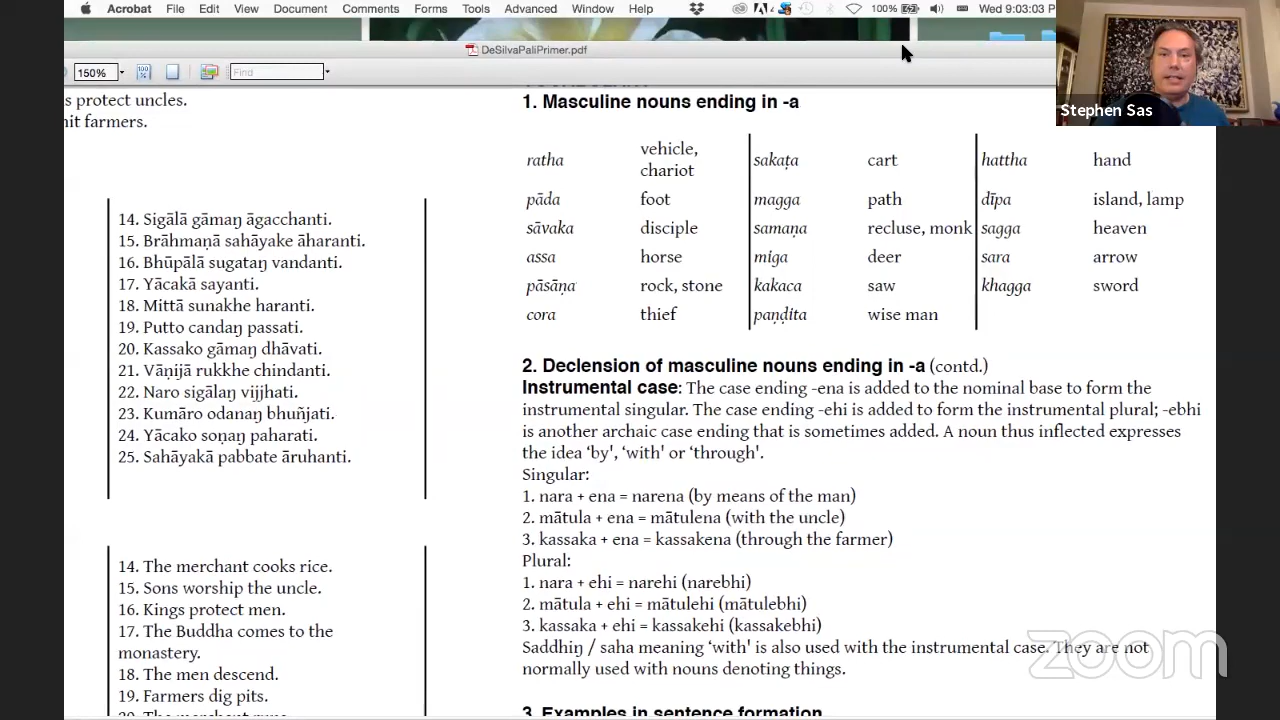 Acrobat File Edit View Document Comments Forms Tools Advanced Window Help 100% Wed 9:03:03 P
DeSilvaPaliPrimer.pdf
150% Find
Stephen Sas
s protect uncles.
nit farmers.
14. Sigālā gāmaŋ āgacchanti.
15. Brāhmaṇā sahāyake āharanti.
16. Bhūpālā sugataŋ vandanti.
17. Yācakā sayanti.
18. Mittā sunakhe haranti.
19. Putto candaŋ passati.
20. Kassako gāmaŋ dhāvati.
21. Vāṇijā rukkhe chindanti.
22. Naro sigālaŋ vijjhati.
23. Kumāro odanaŋ bhuñjati.
24. Yācako soṇaŋ paharati.
25. Sahāyakā pabbate āruhanti.
14. The merchant cooks rice.
15. Sons worship the uncle.
16. Kings protect men.
17. The Buddha comes to the
monastery.
18. The men descend.
19. Farmers dig pits.
1. Masculine nouns ending in -a
ratha vehicle, chariot sakaṭa cart hattha hand
pāda foot magga path dīpa island, lamp
sāvaka disciple samaṇa recluse, monk sagga heaven
assa horse miga deer sara arrow
pāsāṇa rock, stone kakaca saw khagga sword
cora thief paṇḍita wise man
2. Declension of masculine nouns ending in -a (contd.)
Instrumental case: The case ending -ena is added to the nominal base to form the
instrumental singular. The case ending -ehi is added to form the instrumental plural; -ebhi
is another archaic case ending that is sometimes added. A noun thus inflected expresses
the idea ‘by', ‘with' or ‘through'.
Singular:
1. nara + ena = narena (by means of the man)
2. mātula + ena = mātulena (with the uncle)
3. kassaka + ena = kassakena (through the farmer)
Plural:
1. nara + ehi = narehi (narebhi)
2. mātula + ehi = mātulehi (mātulebhi)
3. kassaka + ehi = kassakehi (kassakebhi)
Saddhiŋ / saha meaning ‘with' is also used with the instrumental case. They are not
normally used with nouns denoting things.
3. Examples in sentence formation
zoom